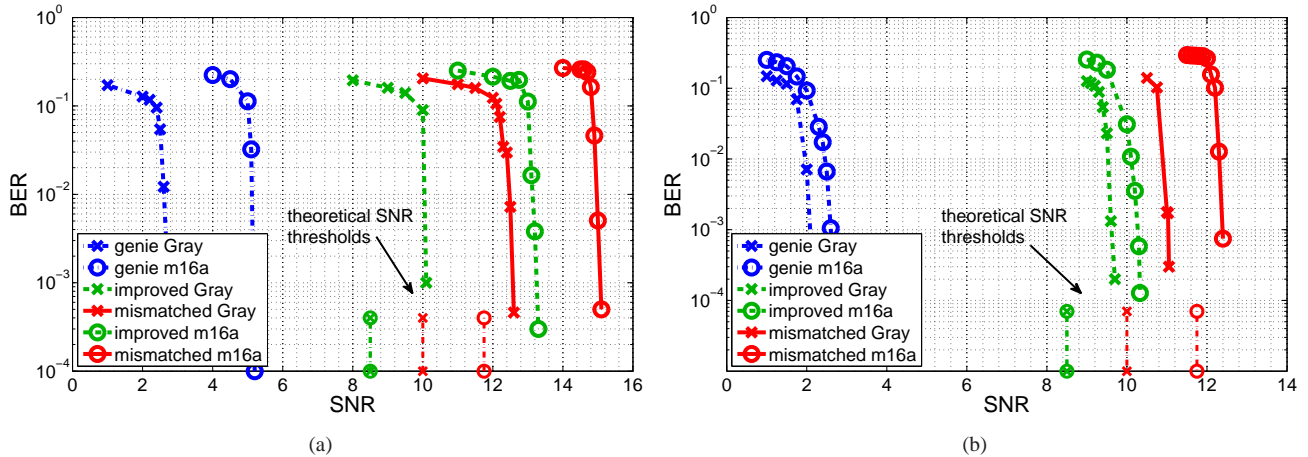 10⁰
10⁻¹
10⁻²
10⁻³
10⁻⁴
BER
theoretical SNR
thresholds
genie Gray
genie m16a
improved Gray
mismatched Gray
improved m16a
mismatched m16a
0 2 4 6 8 10 12 14 16
SNR
(a)
10⁰
10⁻¹
10⁻²
10⁻³
10⁻⁴
BER
theoretical SNR
thresholds
genie Gray
genie m16a
improved Gray
improved m16a
mismatched Gray
mismatched m16a
0 2 4 6 8 10 12 14
SNR
(b)